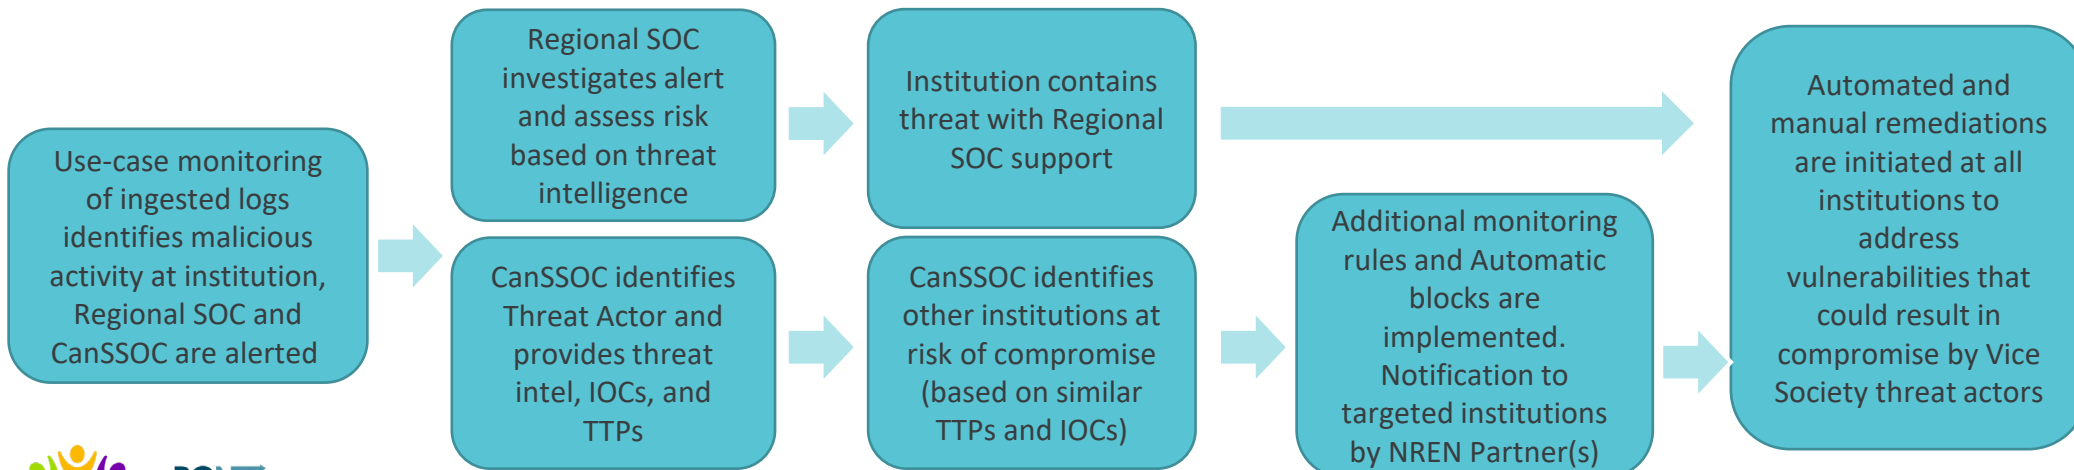 Use-case monitoring
of ingested logs
identifies malicious
activity at institution,
Regional SOC and
CanSSOC are alerted
Regional SOC
investigates alert
and assess risk
based on threat
intelligence
CanSSOC identifies
Threat Actor and
provides threat
intel, IOCs, and
TTPs
Institution contains
threat with Regional
SOC support
CanSSOC identifies
other institutions at
risk of compromise
(based on similar
TTPs and IOCs)
Additional monitoring
rules and Automatic
blocks are
implemented.
Notification to
targeted institutions
by NREN Partner(s)
Automated and
manual remediations
are initiated at all
institutions to
address
vulnerabilities that
could result in
compromise by Vice
Society threat actors